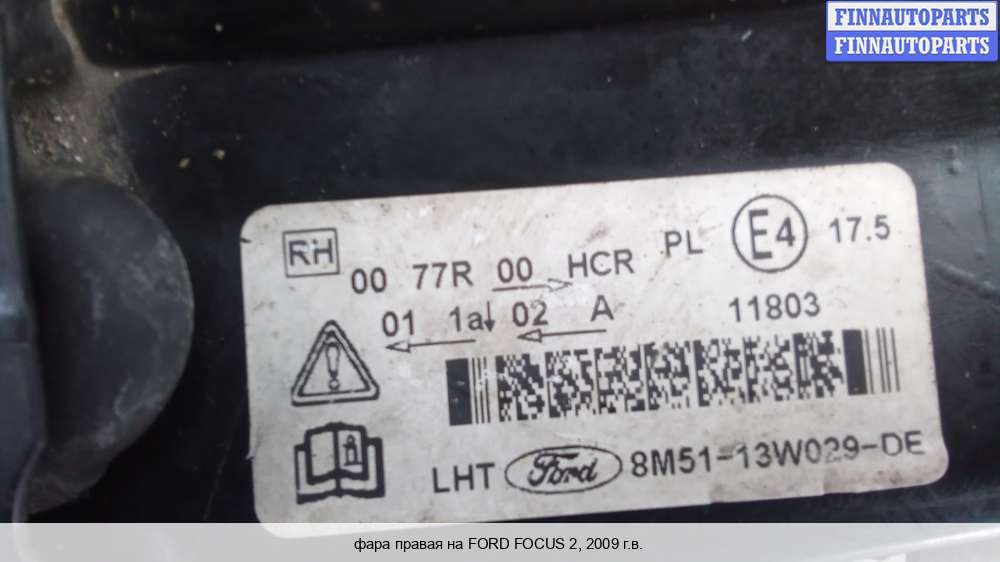 FINNAUTOPARTS
FINNAUTOPARTS
RH 00 77R 00 HCR PL E4 17.5
01 1a 02 A 11803
LHT Ford 8M51-13W029-DE
фара правая на FORD FOCUS 2, 2009 г.в.